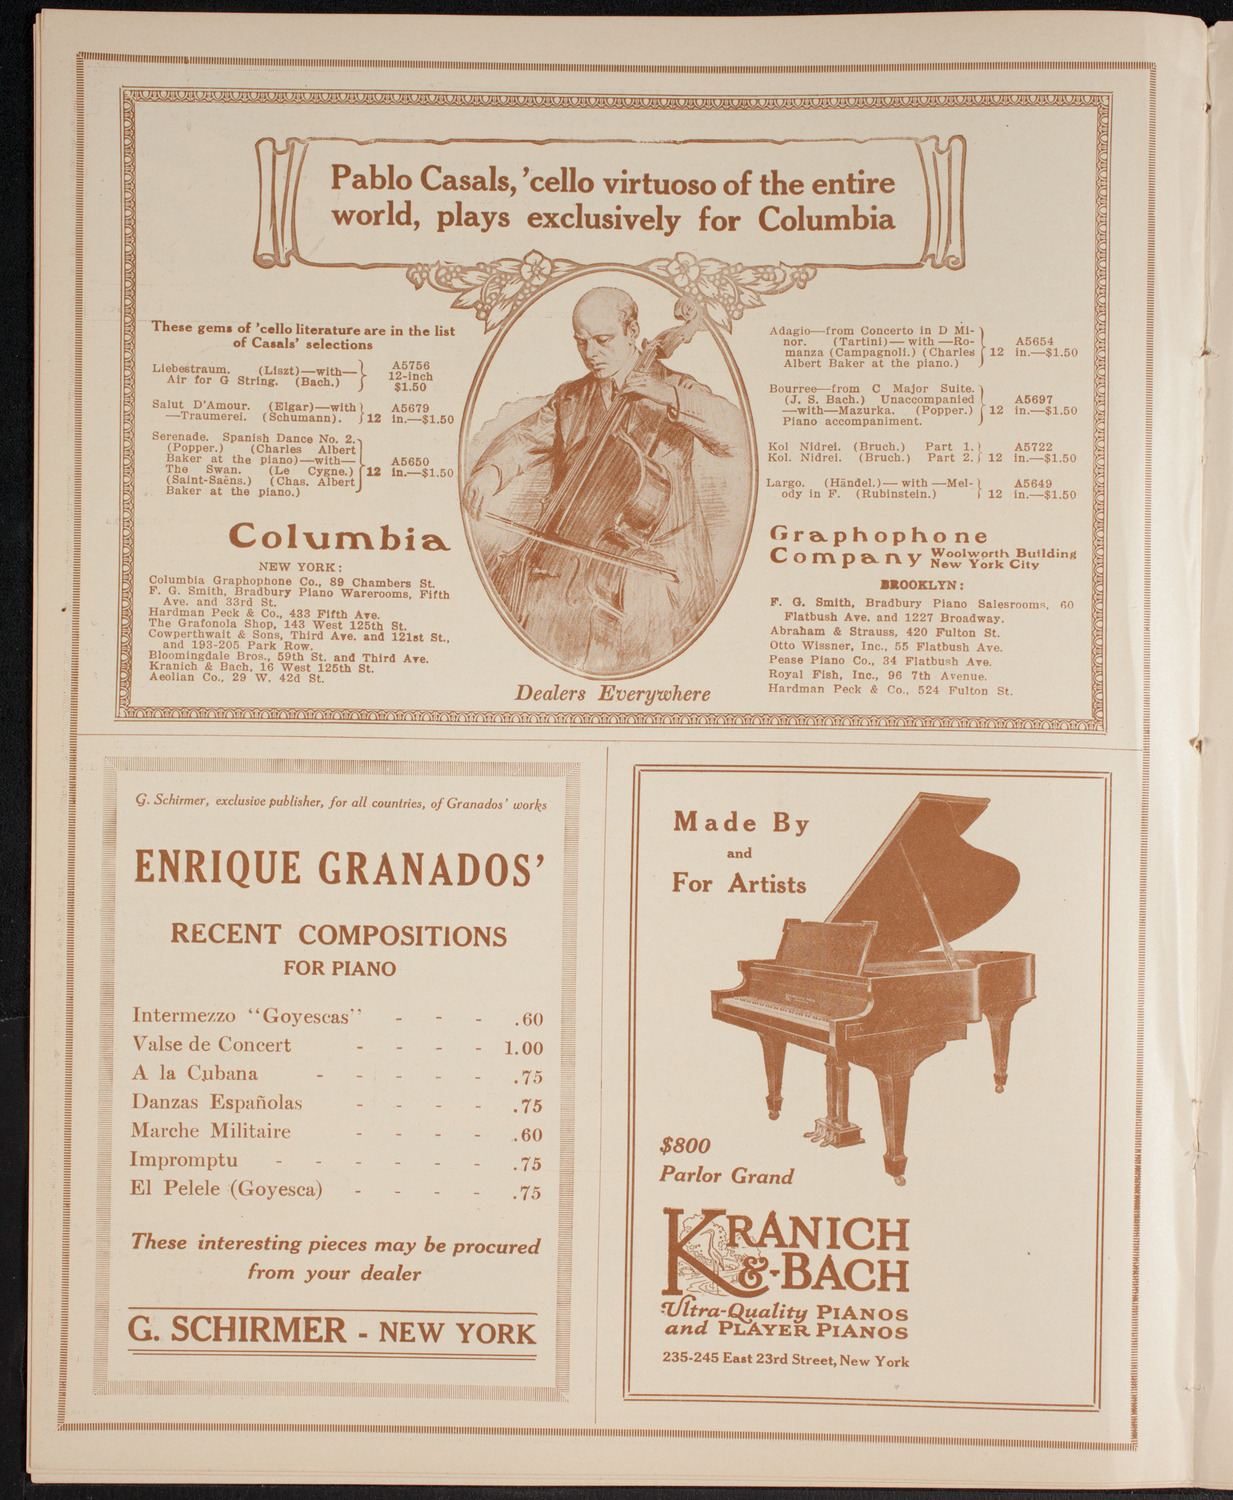 Pablo Casals, 'cello virtuoso of the entire
world, plays exclusively for Columbia
These gems of 'cello literature are in the list
of Casals' selections
Liebestraum. (Liszt)—with—
Air for G String. (Bach.)
A5756
12-inch
$1.50
Salut D'Amour. (Elgar)—with
—Traumerei. (Schumann).
A5679
12 in.—$1.50
Serenade. Spanish Dance No. 2.
(Popper.) (Charles Albert
Baker at the piano)—with—
The Swan. (Le Cygne.)
(Saint-Saëns.) (Chas. Albert
Baker at the piano.)
A5650
12 in.—$1.50
Adagio—from Concerto in D Mi-
nor. (Tartini)—with—Ro-
manza (Campagnoli.) (Charles
Albert Baker at the piano.)
A5654
12 in.—$1.50
Bourree—from C Major Suite.
(J. S. Bach.) Unaccompanied
—with—Mazurka. (Popper.)
Piano accompaniment.
A5697
12 in.—$1.50
Kol Nidrei. (Bruch.) Part 1.
Kol. Nidrei. (Bruch.) Part 2.
A5722
12 in.—$1.50
Largo. (Händel.)—with—Mel-
ody in F. (Rubinstein.)
A5649
12 in.—$1.50
Columbia
NEW YORK:
Columbia Graphophone Co., 89 Chambers St.
F. G. Smith, Bradbury Piano Warerooms, Fifth
Ave. and 33rd St.
Hardman Peck & Co., 433 Fifth Ave.
The Grafonola Shop, 143 West 125th St.
Cowperthwait & Sons, Third Ave. and 121st St.,
and 193-205 Park Row.
Bloomingdale Bros., 59th St. and Third Ave.
Kranich & Bach, 16 West 125th St.
Aeolian Co., 29 W. 42d St.
Dealers Everywhere
Graphophone
Company Woolworth Building
New York City
BROOKLYN:
F. G. Smith, Bradbury Piano Salesrooms, 60
Flatbush Ave. and 1227 Broadway.
Abraham & Strauss, 420 Fulton St.
Otto Wissner, Inc., 55 Flatbush Ave.
Pease Piano Co., 34 Flatbush Ave.
Royal Fish, Inc., 96 7th Avenue.
Hardman Peck & Co., 524 Fulton St.
G. Schirmer, exclusive publisher, for all countries, of Granados' works
ENRIQUE GRANADOS'
RECENT COMPOSITIONS
FOR PIANO
Intermezzo "Goyescas" - - - .60
Valse de Concert - - - - 1.00
A la Cubana - - - - - .75
Danzas Españolas - - - - .75
Marche Militaire - - - - .60
Impromptu - - - - - - .75
El Pelele (Goyesca) - - - - .75
These interesting pieces may be procured
from your dealer
G. SCHIRMER - NEW YORK
Made By
and
For Artists
$800
Parlor Grand
KRANICH
&-BACH
Ultra-Quality PIANOS
and PLAYER PIANOS
235-245 East 23rd Street, New York